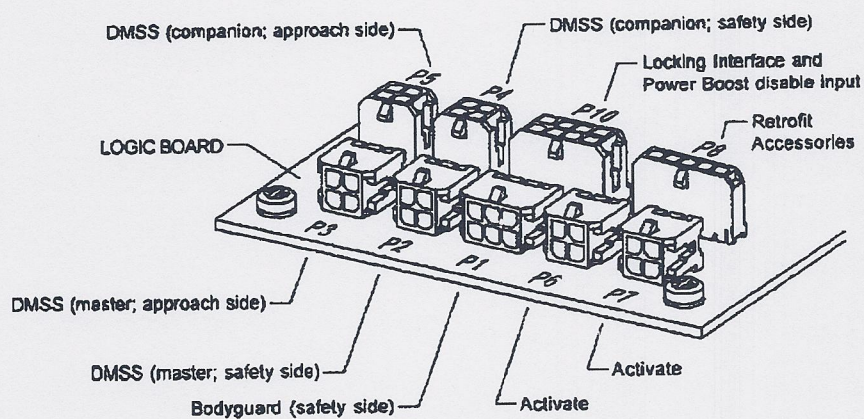 DMSS (companion; approach side)
DMSS (companion; safety side)
Locking Interface and
Power Boost disable input
Retrofit
Accessories
LOGIC BOARD
P5
P4
P10
P8
P3
P2
P1
P6
P7
DMSS (master; approach side)
DMSS (master; safety side)
Bodyguard (safety side)
Activate
Activate